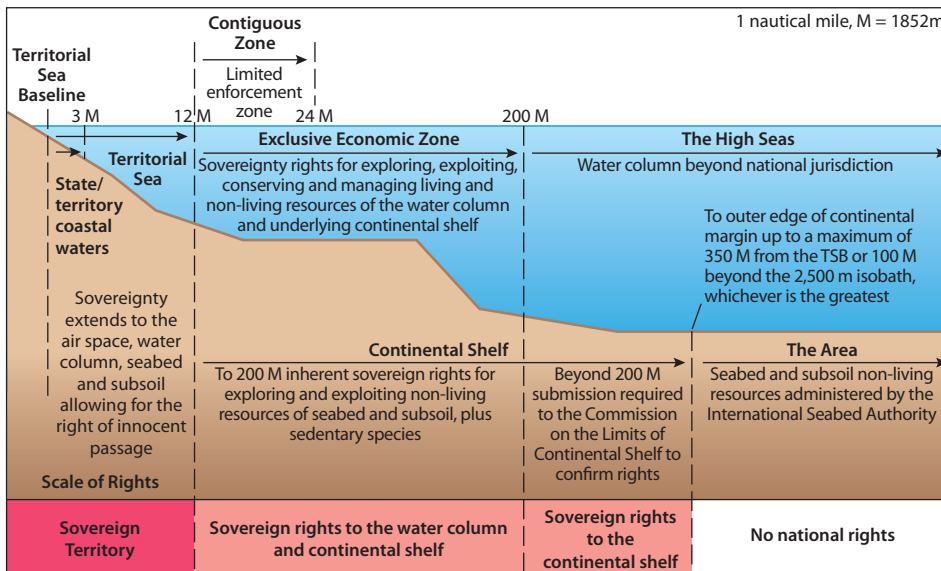 1 nautical mile, M = 1852m
Contiguous
Zone
Limited
enforcement
zone
Territorial
Sea
Baseline
3 M
12 M
24 M
200 M
Territorial
Sea
State/
territory
coastal
waters
Exclusive Economic Zone
Sovereignty rights for exploring, exploiting,
conserving and managing living and
non-living resources of the water column
and underlying continental shelf
The High Seas
Water column beyond national jurisdiction
To outer edge of continental
margin up to a maximum of
350 M from the TSB or 100 M
beyond the 2,500 m isobath,
whichever is the greatest
Sovereignty
extends to the
air space, water
column, seabed
and subsoil
allowing for the
right of innocent
passage
Continental Shelf
To 200 M inherent sovereign rights for
exploring and exploiting non-living
resources of seabed and subsoil, plus
sedentary species
Beyond 200 M
submission required
to the Commission
on the Limits of
Continental Shelf to
confirm rights
The Area
Seabed and subsoil non-living
resources administered by the
International Seabed Authority
Scale of Rights
Sovereign
Territory
Sovereign rights to the water column
and continental shelf
Sovereign rights
to the
continental shelf
No national rights